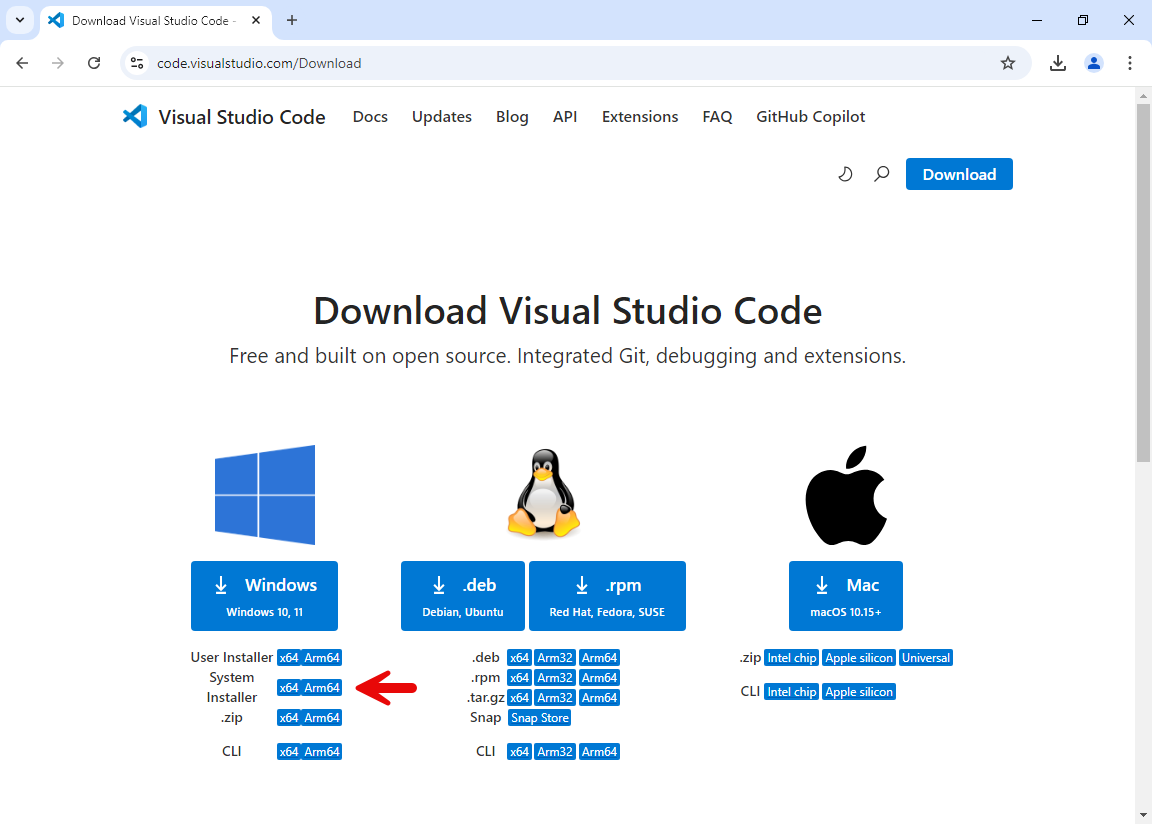 Download Visual Studio Code -
code.visualstudio.com/Download
Visual Studio Code Docs Updates Blog API Extensions FAQ GitHub Copilot
Download
Download Visual Studio Code
Free and built on open source. Integrated Git, debugging and extensions.
Windows
Windows 10, 11
User Installer x64 Arm64
System
Installer x64 Arm64
.zip x64 Arm64
CLI x64 Arm64
.deb
Debian, Ubuntu
.rpm
Red Hat, Fedora, SUSE
.deb x64 Arm32 Arm64
.rpm x64 Arm32 Arm64
.tar.gz x64 Arm32 Arm64
Snap Snap Store
CLI x64 Arm32 Arm64
Mac
macOS 10.15+
.zip Intel chip Apple silicon Universal
CLI Intel chip Apple silicon